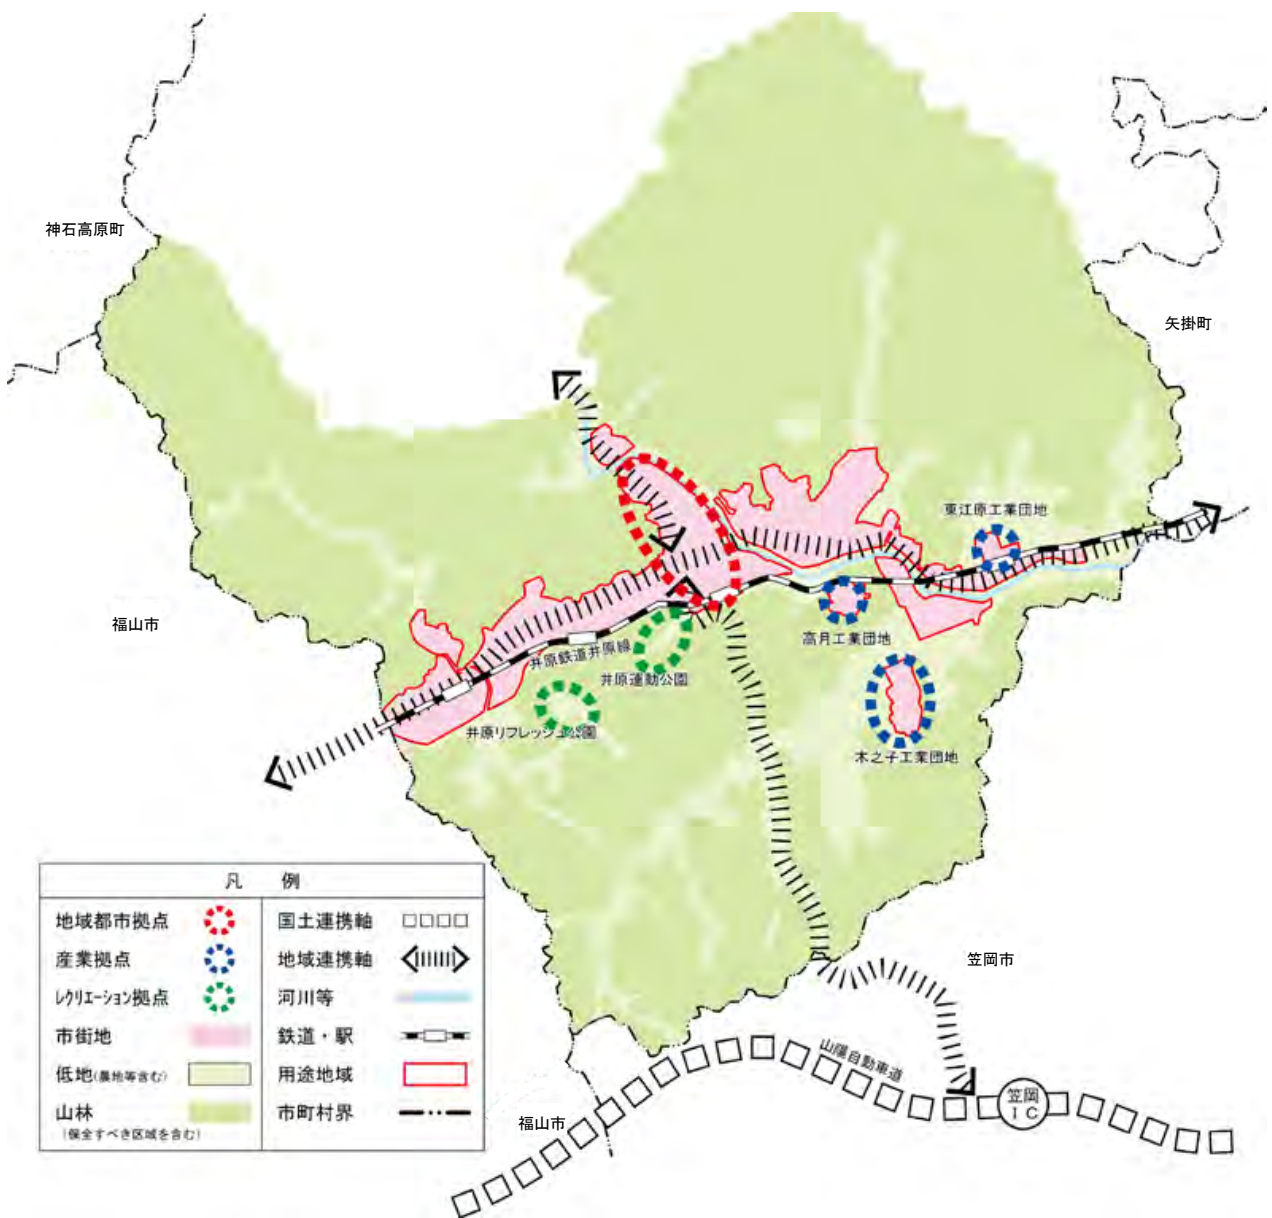 神石高原町
矢掛町
東江原工業団地
福山市
高月工業団地
井原鉄道井原線
井原運動公園
井原リフレッシュ公園
木之子工業団地
凡 例
地域都市拠点
産業拠点
レクリエーション拠点
市街地
低地(農地等含む)
山林
(保全すべき区域を含む)
国土連携軸
地域連携軸
河川等
鉄道・駅
用途地域
市町村界
笠岡市
山陽自動車道
笠岡
IC
福山市